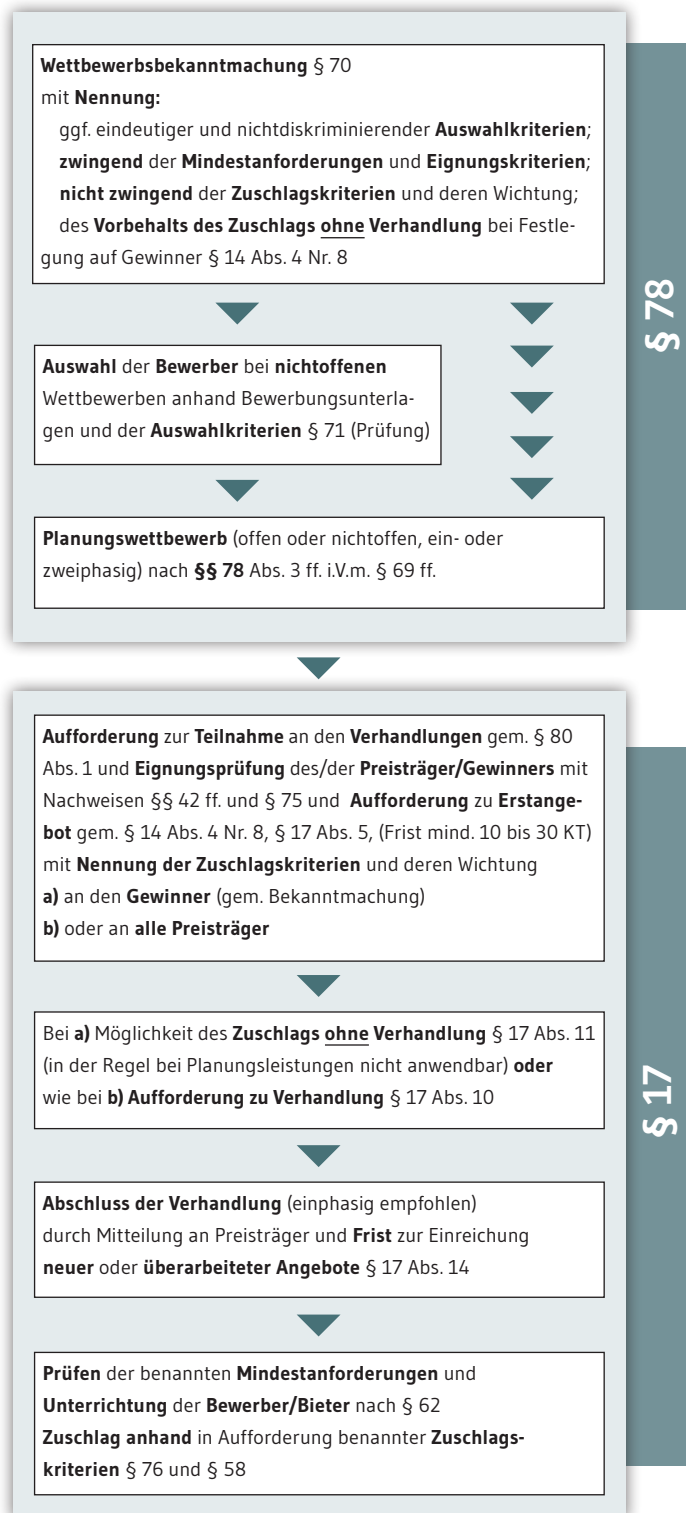 Wettbewerbsbekanntmachung § 70
mit Nennung:
ggf. eindeutiger und nichtdiskriminierender Auswahlkriterien;
zwingend der Mindestanforderungen und Eignungskriterien;
nicht zwingend der Zuschlagskriterien und deren Wichtung;
des Vorbehalts des Zuschlags ohne Verhandlung bei Festle-
gung auf Gewinner § 14 Abs. 4 Nr. 8
Auswahl der Bewerber bei nichtoffenen
Wettbewerben anhand Bewerbungsunterla-
gen und der Auswahlkriterien § 71 (Prüfung)
Planungswettbewerb (offen oder nichtoffen, ein- oder
zweiphasig) nach §§ 78 Abs. 3 ff. i.V.m. § 69 ff.
§ 78
Aufforderung zur Teilnahme an den Verhandlungen gem. § 80
Abs. 1 und Eignungsprüfung des/der Preisträger/Gewinners mit
Nachweisen §§ 42 ff. und § 75 und Aufforderung zu Erstange-
bot gem. § 14 Abs. 4 Nr. 8, § 17 Abs. 5, (Frist mind. 10 bis 30 KT)
mit Nennung der Zuschlagskriterien und deren Wichtung
a) an den Gewinner (gem. Bekanntmachung)
b) oder an alle Preisträger
Bei a) Möglichkeit des Zuschlags ohne Verhandlung § 17 Abs. 11
(in der Regel bei Planungsleistungen nicht anwendbar) oder
wie bei b) Aufforderung zu Verhandlung § 17 Abs. 10
Abschluss der Verhandlung (einphasig empfohlen)
durch Mitteilung an Preisträger und Frist zur Einreichung
neuer oder überarbeiteter Angebote § 17 Abs. 14
Prüfen der benannten Mindestanforderungen und
Unterrichtung der Bewerber/Bieter nach § 62
Zuschlag anhand in Aufforderung benannter Zuschlags-
kriterien § 76 und § 58
§ 17